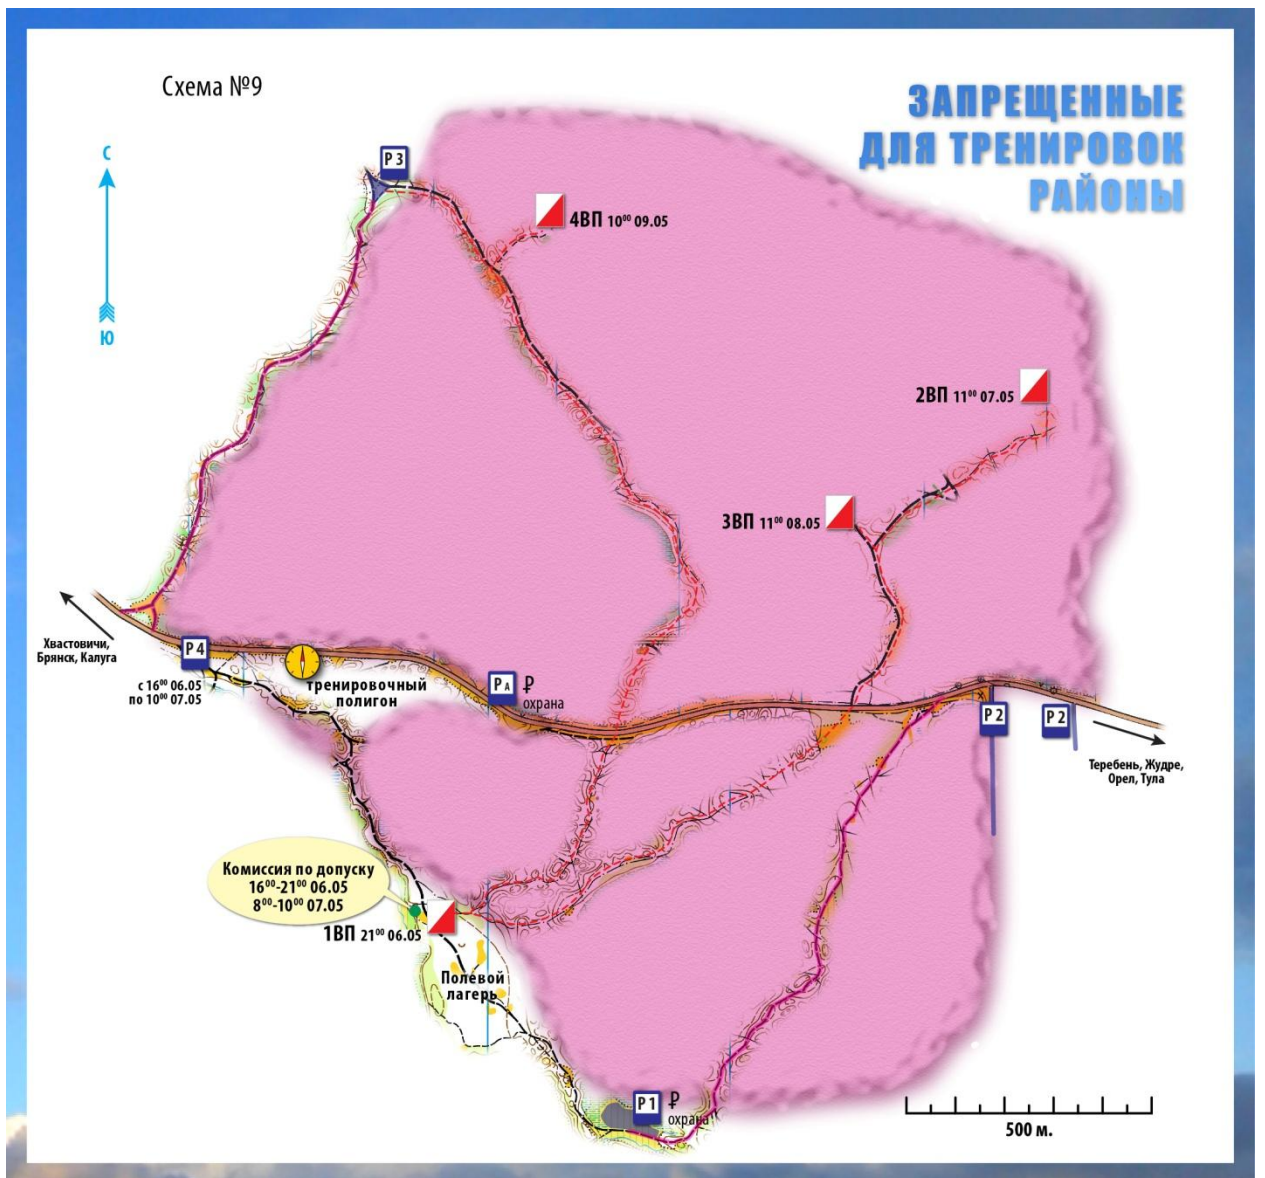 Схема №9
ЗАПРЕЩЕННЫЕ
ДЛЯ ТРЕНИРОВОК
РАЙОНЫ
С
Ю
P 3
4ВП 10⁰⁰ 09.05
2ВП 11⁰⁰ 07.05
3ВП 11⁰⁰ 08.05
Хвастовичи,
Брянск, Калуга
P 4
с 16⁰⁰ 06.05
по 10⁰⁰ 07.05
тренировочный
полигон
P A ₽
охрана
P 2
P 2
Теребень, Жудре,
Орел, Тула
Комиссия по допуску
16⁰⁰-21⁰⁰ 06.05
8⁰⁰-10⁰⁰ 07.05
1ВП 21⁰⁰ 06.05
Полевой
лагерь
P 1 ₽
охрана
500 м.